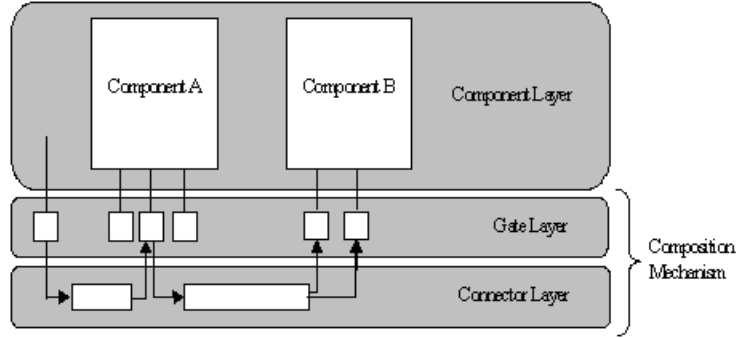 Component A
Component B
Component Layer
Gate Layer
Composition
Mechanism
Connector Layer